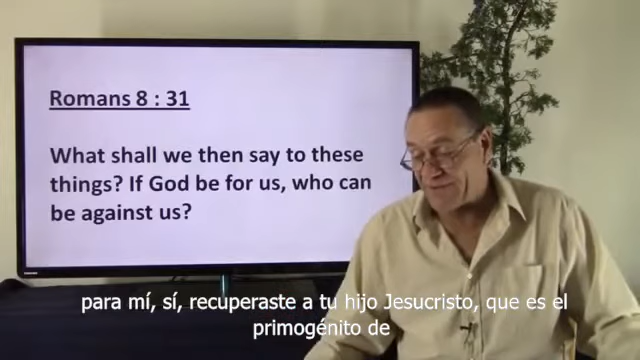 Romans 8 : 31
What shall we then say to these
things? If God be for us, who can
be against us?
para mí, sí, recuperaste a tu hijo Jesucristo, que es el
primogénito de